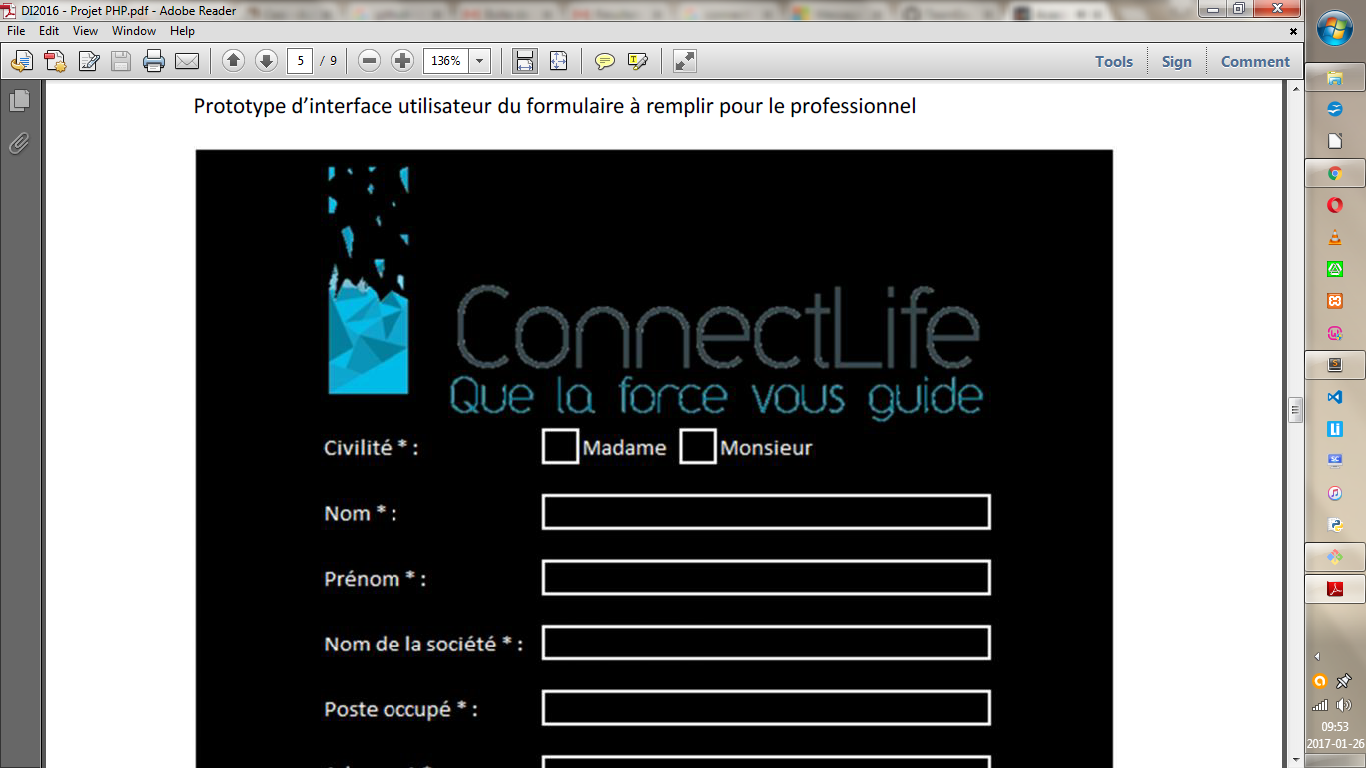 DI2016 - Projet PHP.pdf - Adobe Reader
File Edit View Window Help
5 / 9 136% Tools Sign Comment
Prototype d’interface utilisateur du formulaire à remplir pour le professionnel
ConnectLife
Que la force vous guide
Civilité * : Madame Monsieur
Nom * :
Prénom * :
Nom de la société * :
Poste occupé * :
09:53
2017-01-26